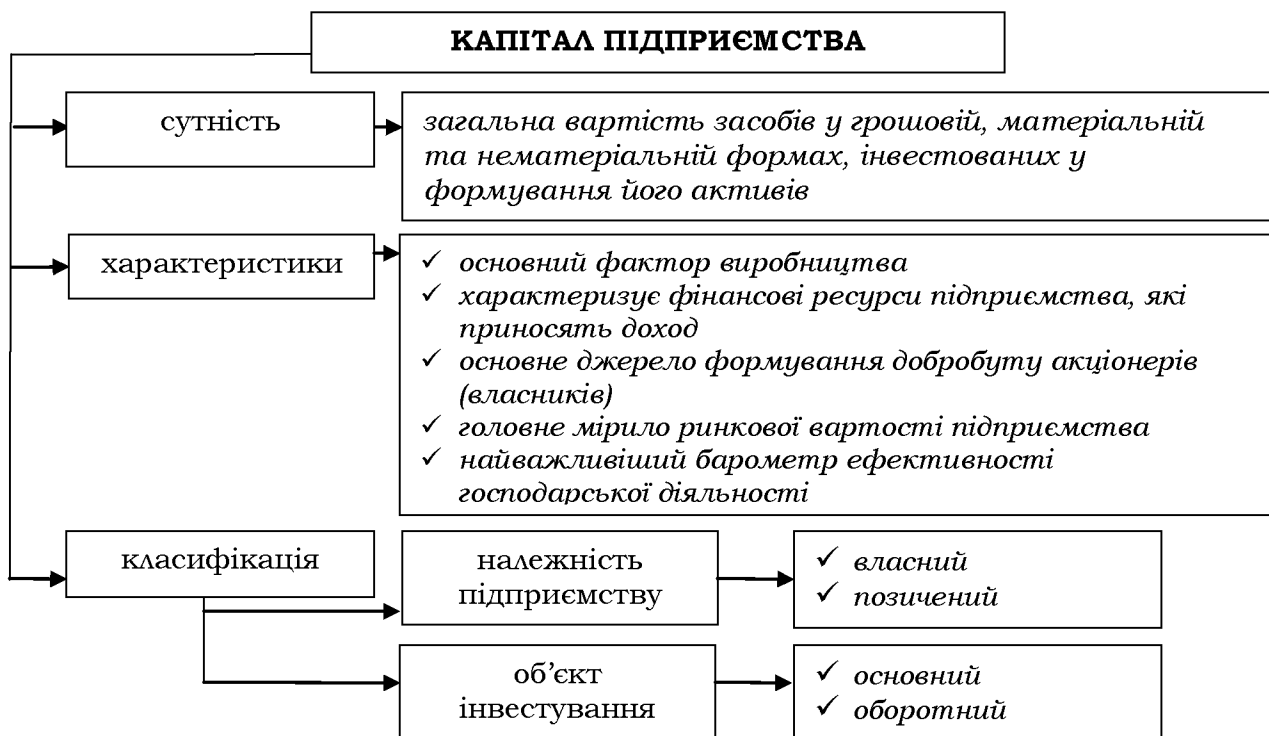 КАПІТАЛ ПІДПРИЄМСТВА
сутність
загальна вартість засобів у грошовій, матеріальній
та нематеріальній формах, інвестованих у
формування його активів
характеристики
✓ основний фактор виробництва
✓ характеризує фінансові ресурси підприємства, які
приносять доход
✓ основне джерело формування добробуту акціонерів
(власників)
✓ головне мірило ринкової вартості підприємства
✓ найважливіший барометр ефективності
господарської діяльності
класифікація
належність
підприємству
✓ власний
✓ позичений
об’єкт
інвестування
✓ основний
✓ оборотний